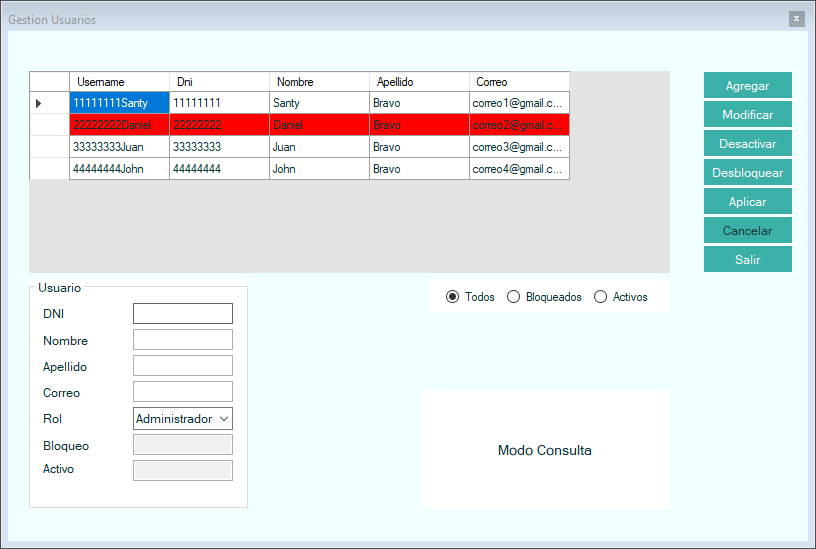 Gestion Usuarios
Username Dni Nombre Apellido Correo
11111111Santy 11111111 Santy Bravo correo1@gmail.c...
22222222Daniel 22222222 Daniel Bravo correo2@gmail.c...
33333333Juan 33333333 Juan Bravo correo3@gmail.c...
44444444John 44444444 John Bravo correo4@gmail.c...
Agregar
Modificar
Desactivar
Desbloquear
Aplicar
Cancelar
Salir
Usuario
DNI
Nombre
Apellido
Correo
Rol Administrador
Bloqueo
Activo
Todos Bloqueados Activos
Modo Consulta